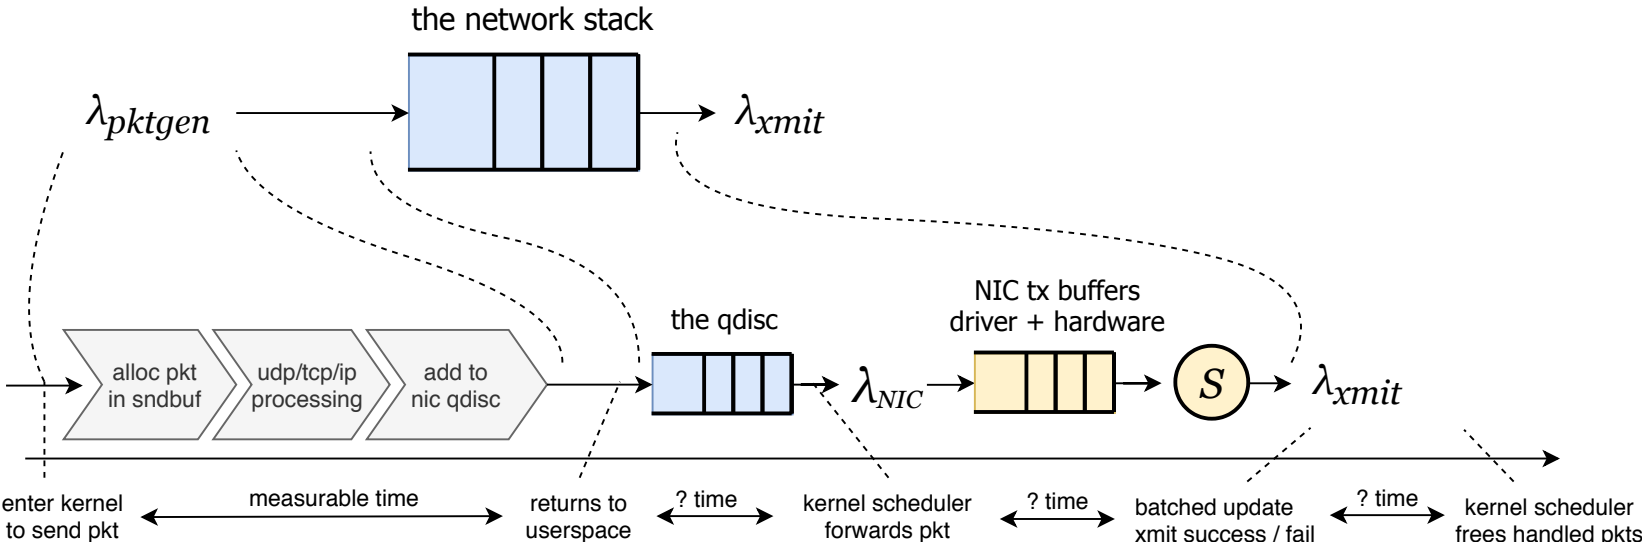 the network stack
λpktgen
λxmit
NIC tx buffers
driver + hardware
the qdisc
alloc pkt
in sndbuf
udp/tcp/ip
processing
add to
nic qdisc
λNIC
S
λxmit
enter kernel
to send pkt
measurable time
returns to
userspace
? time
kernel scheduler
forwards pkt
? time
batched update
xmit success / fail
? time
kernel scheduler
frees handled pkts